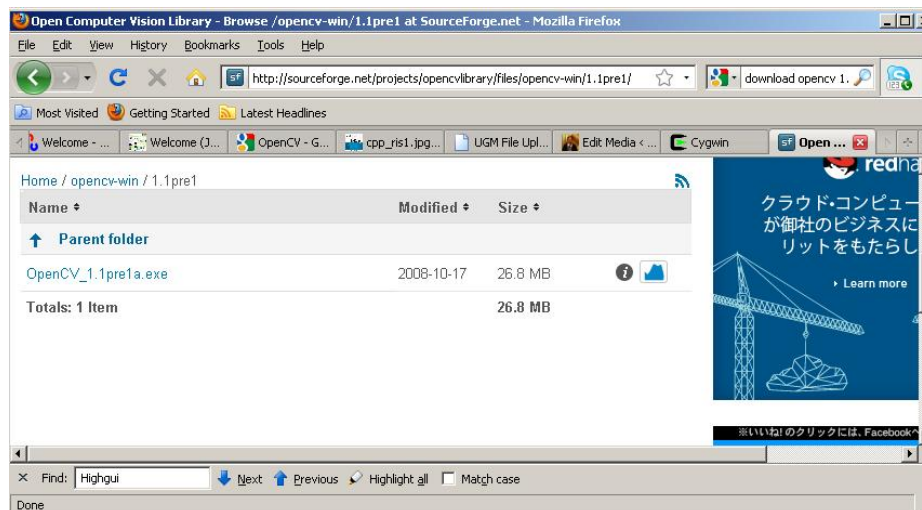 Open Computer Vision Library - Browse /opencv-win/1.1pre1 at SourceForge.net - Mozilla Firefox
File Edit View History Bookmarks Tools Help
http://sourceforge.net/projects/opencvlibrary/files/opencv-win/1.1pre1/ download opencv 1.
Most Visited Getting Started Latest Headlines
Welcome - ... Welcome (J... OpenCV - G... cpp_ris1.jpg... UGM File Upl... Edit Media < ... Cygwin Open ...
Home / opencv-win / 1.1pre1
Name Modified Size
Parent folder
OpenCV_1.1pre1a.exe 2008-10-17 26.8 MB
Totals: 1 Item 26.8 MB
redha
クラウド・コンピュー
が御社のビジネスに
リットをもたらし
Learn more
※いいね!のクリックには、Facebookへ
Find: Highgui Next Previous Highlight all Match case
Done